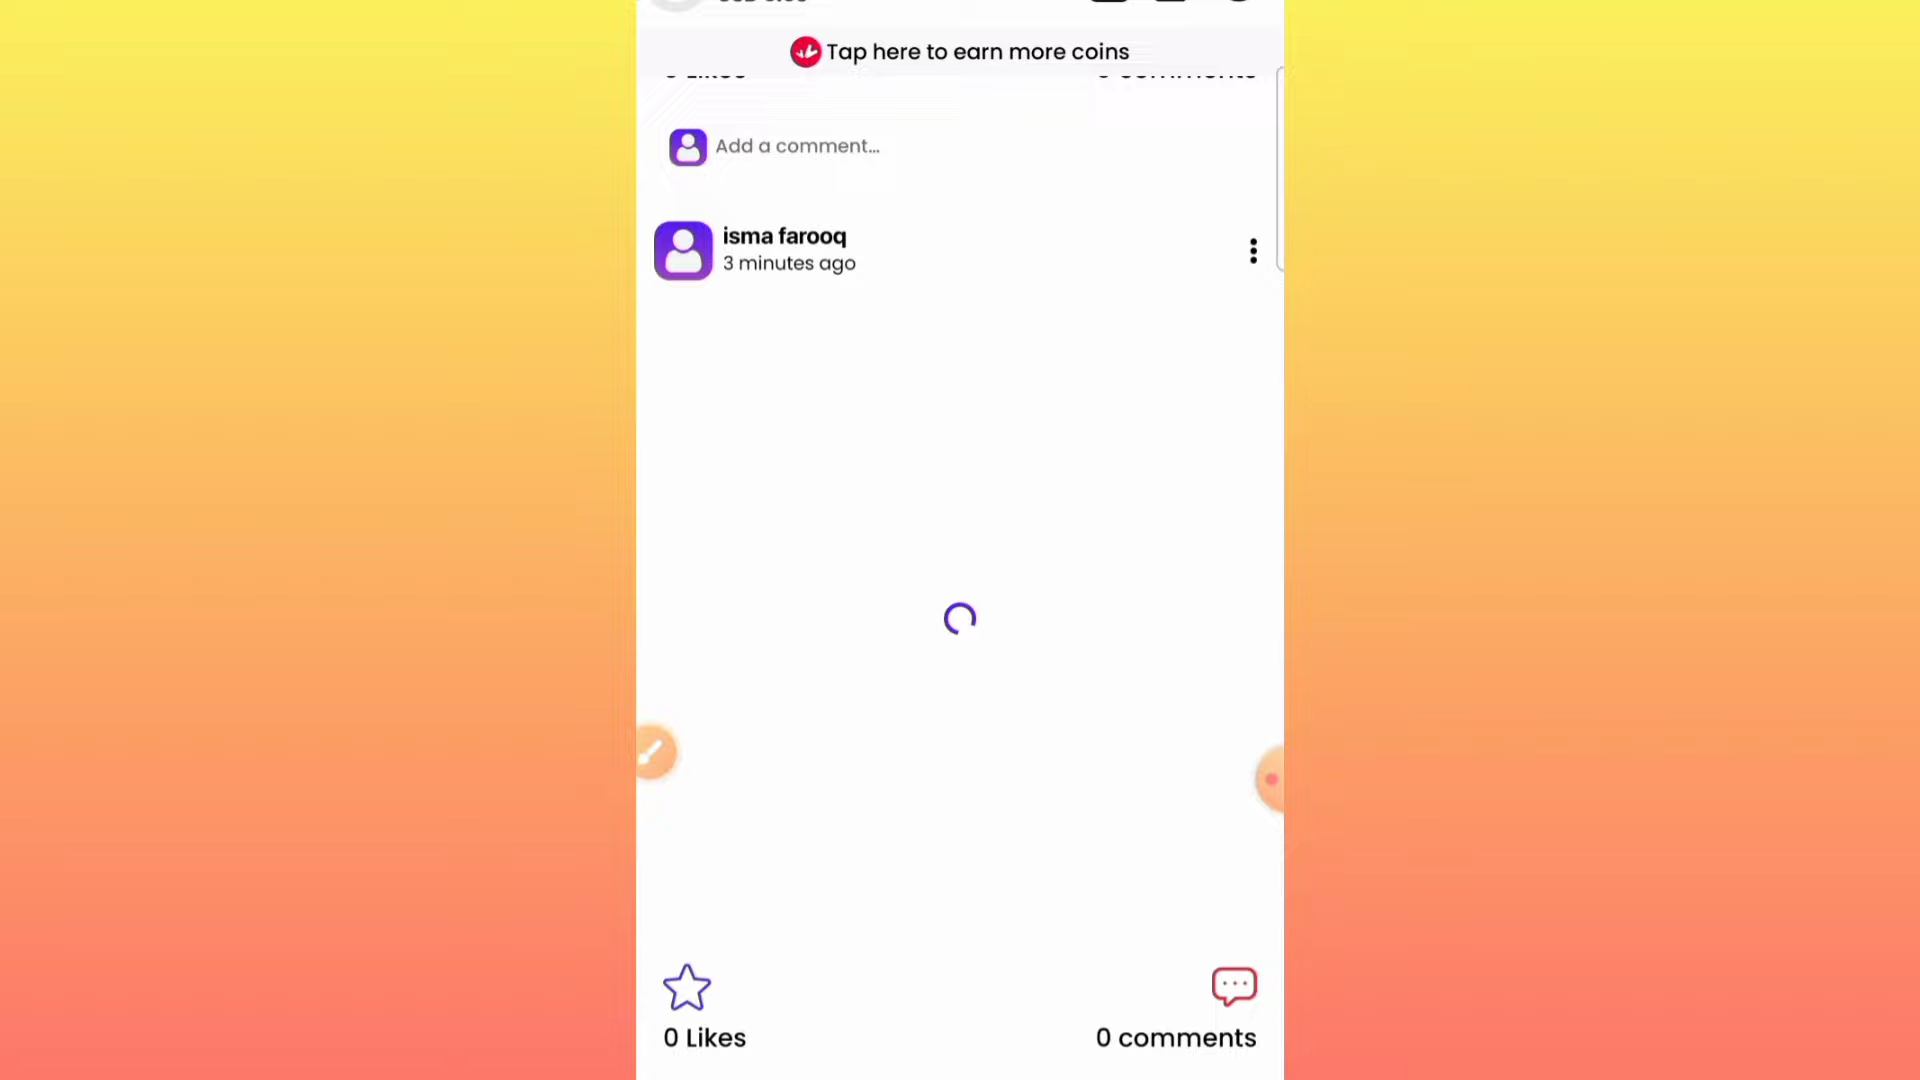 Tap here to earn more coins
Add a comment...
isma farooq
3 minutes ago
0 Likes
0 comments